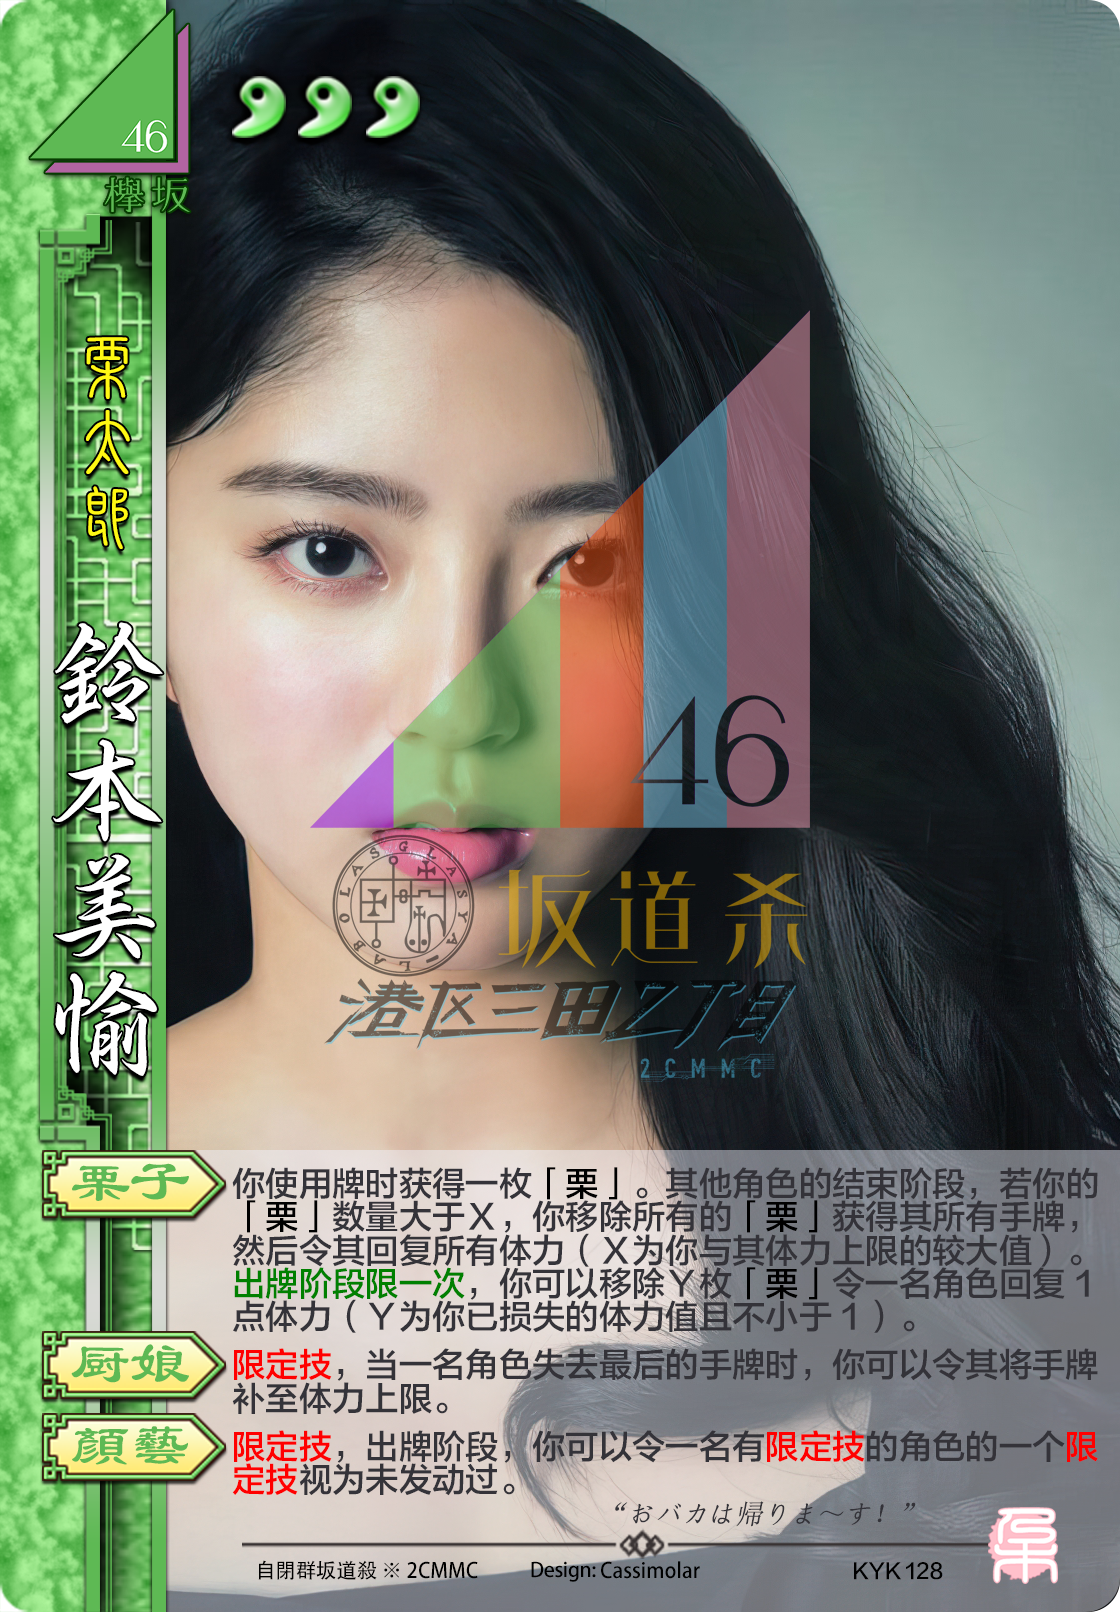 46
欅坂
栗太郎
鈴本美愉
46
GLASYA-LABOLAS
坂道杀
港区三田2丁目
2CMMC
栗子
你使用牌时获得一枚「栗」。其他角色的结束阶段，若你的
「栗」数量大于X，你移除所有的「栗」获得其所有手牌，
然后令其回复所有体力（X为你与其体力上限的较大值）。
出牌阶段限一次，你可以移除Y枚「栗」令一名角色回复1
点体力（Y为你已损失的体力值且不小于1）。
厨娘
限定技，当一名角色失去最后的手牌时，你可以令其将手牌
补至体力上限。
顏藝
限定技，出牌阶段，你可以令一名有限定技的角色的一个限
定技视为未发动过。
“おバカは帰りま～す！”
自閉群坂道殺 ※ 2CMMC Design: Cassimolar KYK 128